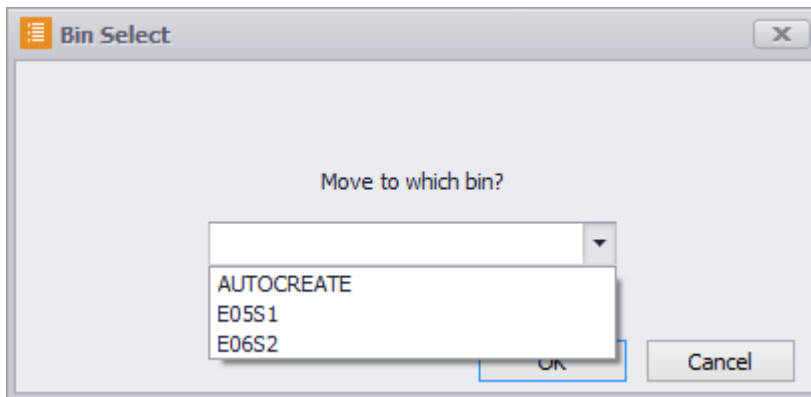 Bin Select
Move to which bin?
AUTOCREATE
E05S1
E06S2
OK
Cancel